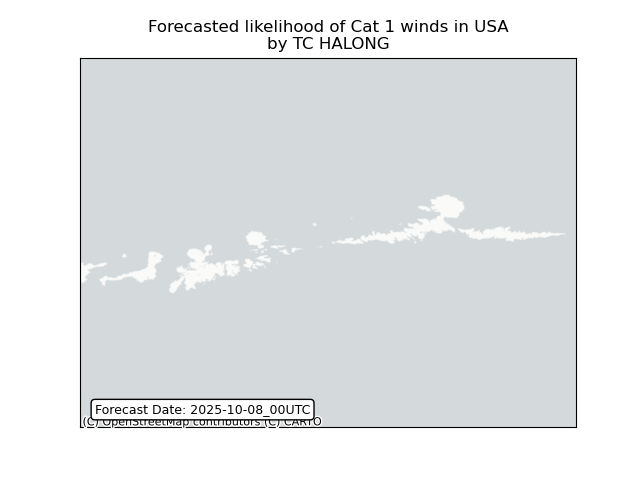 Forecasted likelihood of Cat 1 winds in USA
by TC HALONG
Forecast Date: 2025-10-08_00UTC
(C) OpenStreetMap contributors (C) CARTO